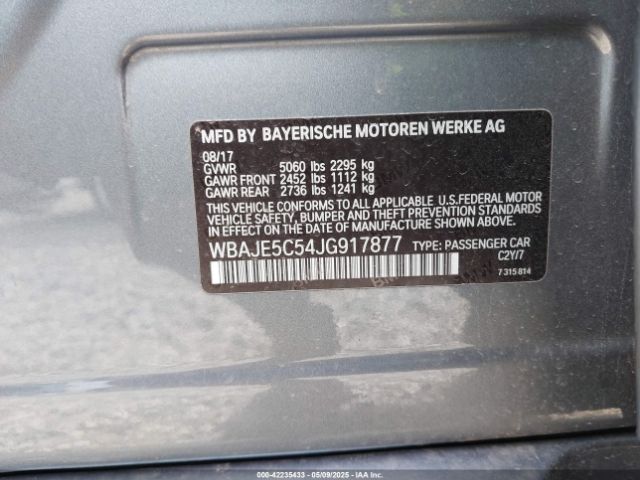 MFD BY BAYERISCHE MOTOREN WERKE AG
08/17
GVWR 5060 lbs 2295 kg
GAWR FRONT 2452 lbs 1112 kg
GAWR REAR 2736 lbs 1241 kg
THIS VEHICLE CONFORMS TO ALL APPLICABLE U.S.FEDERAL MOTOR
VEHICLE SAFETY, BUMPER AND THEFT PREVENTION STANDARDS
IN EFFECT ON THE DATE OF MANUFACTURE SHOWN ABOVE.
WBAJE5C54JG917877 TYPE: PASSENGER CAR
C2Y/7
7 315 814
000-42235433 - 05/09/2025 - IAAI.COM